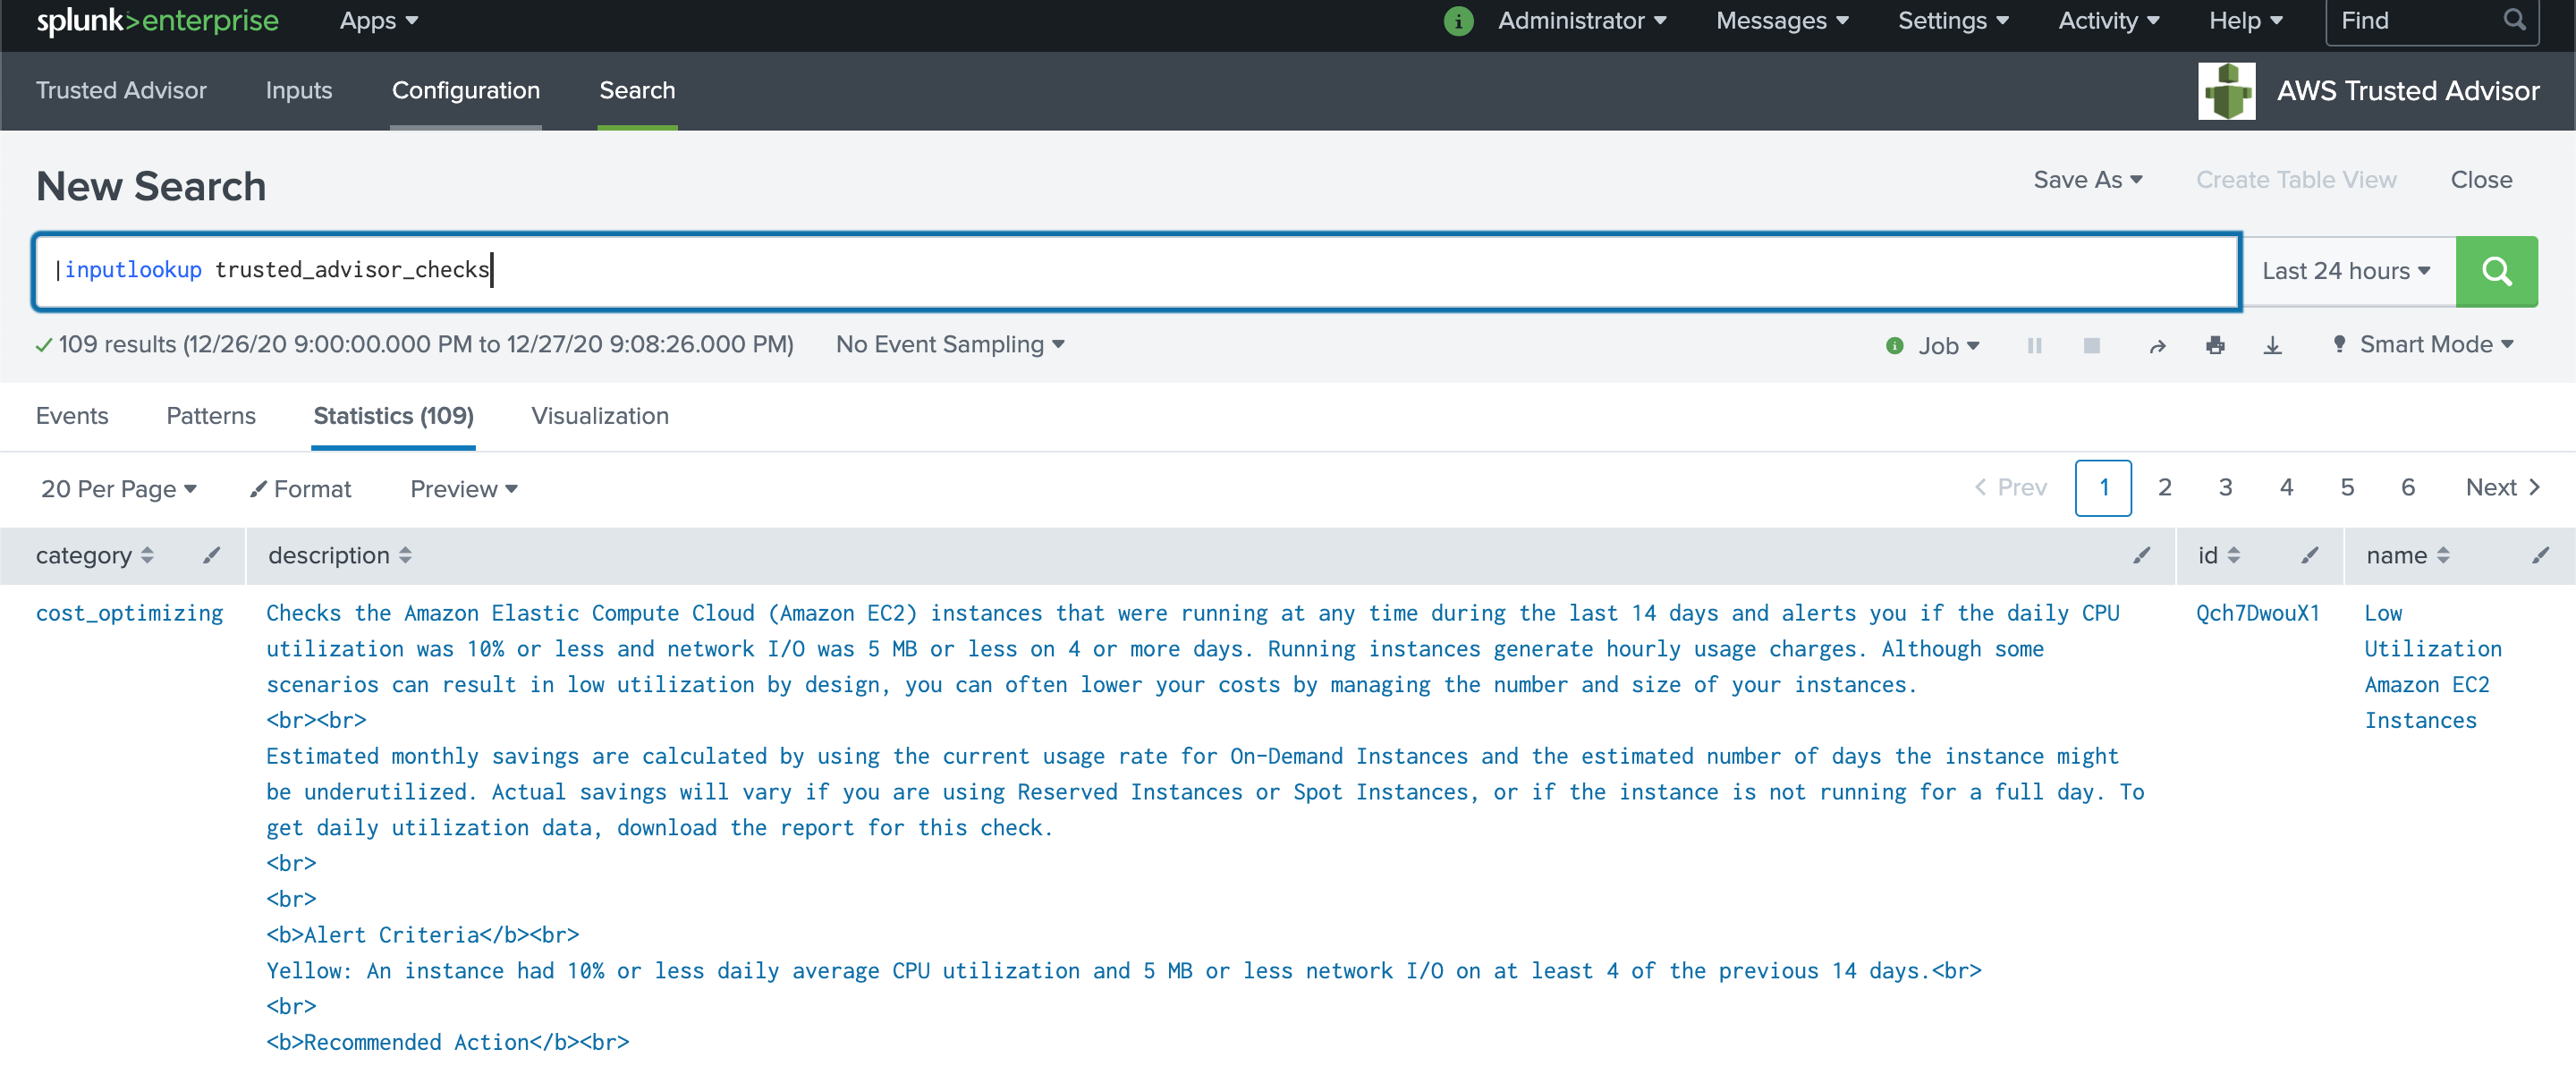 splunk>enterprise Apps Administrator Messages Settings Activity Help Find
Trusted Advisor Inputs Configuration Search AWS Trusted Advisor
New Search Save As Create Table View Close
|inputlookup trusted_advisor_checks Last 24 hours
109 results (12/26/20 9:00:00.000 PM to 12/27/20 9:08:26.000 PM) No Event Sampling Job Smart Mode
Events Patterns Statistics (109) Visualization
20 Per Page Format Preview < Prev 1 2 3 4 5 6 Next >
category description id name
cost_optimizing Checks the Amazon Elastic Compute Cloud (Amazon EC2) instances that were running at any time during the last 14 days and alerts you if the daily CPU Qch7DwouX1 Low
utilization was 10% or less and network I/O was 5 MB or less on 4 or more days. Running instances generate hourly usage charges. Although some Utilization
scenarios can result in low utilization by design, you can often lower your costs by managing the number and size of your instances. Amazon EC2
<br><br> Instances
Estimated monthly savings are calculated by using the current usage rate for On-Demand Instances and the estimated number of days the instance might
be underutilized. Actual savings will vary if you are using Reserved Instances or Spot Instances, or if the instance is not running for a full day. To
get daily utilization data, download the report for this check.
<br>
<br>
<b>Alert Criteria</b><br>
Yellow: An instance had 10% or less daily average CPU utilization and 5 MB or less network I/O on at least 4 of the previous 14 days.<br>
<br>
<b>Recommended Action</b><br>